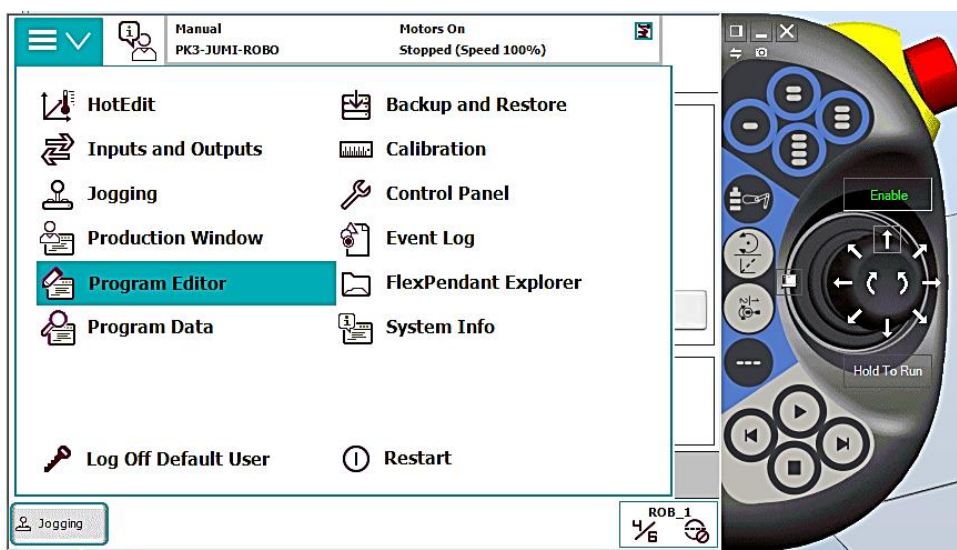 Manual
PK3-JUMI-ROBO
Motors On
Stopped (Speed 100%)
HotEdit
Backup and Restore
Inputs and Outputs
Calibration
Jogging
Control Panel
Production Window
Event Log
Program Editor
FlexPendant Explorer
Program Data
System Info
Log Off Default User
Restart
Jogging
ROB_1
Enable
Hold To Run